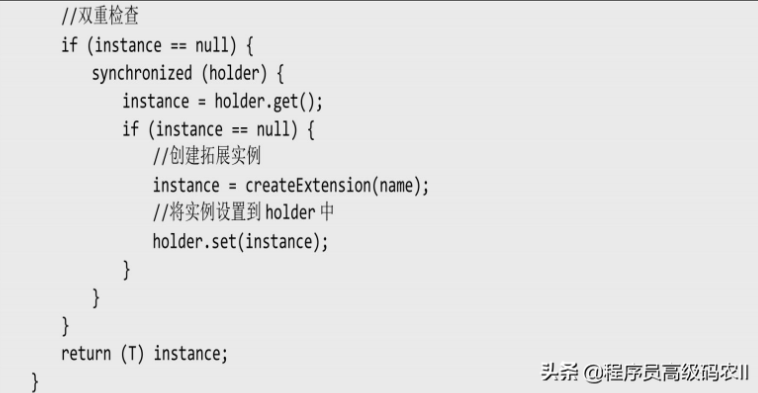 //双重检查
if (instance == null) {
synchronized (holder) {
instance = holder.get();
if (instance == null) {
//创建拓展实例
instance = createExtension(name);
//将实例设置到 holder 中
holder.set(instance);
}
}
}
return (T) instance;
}
头条 @程序员高级码农II